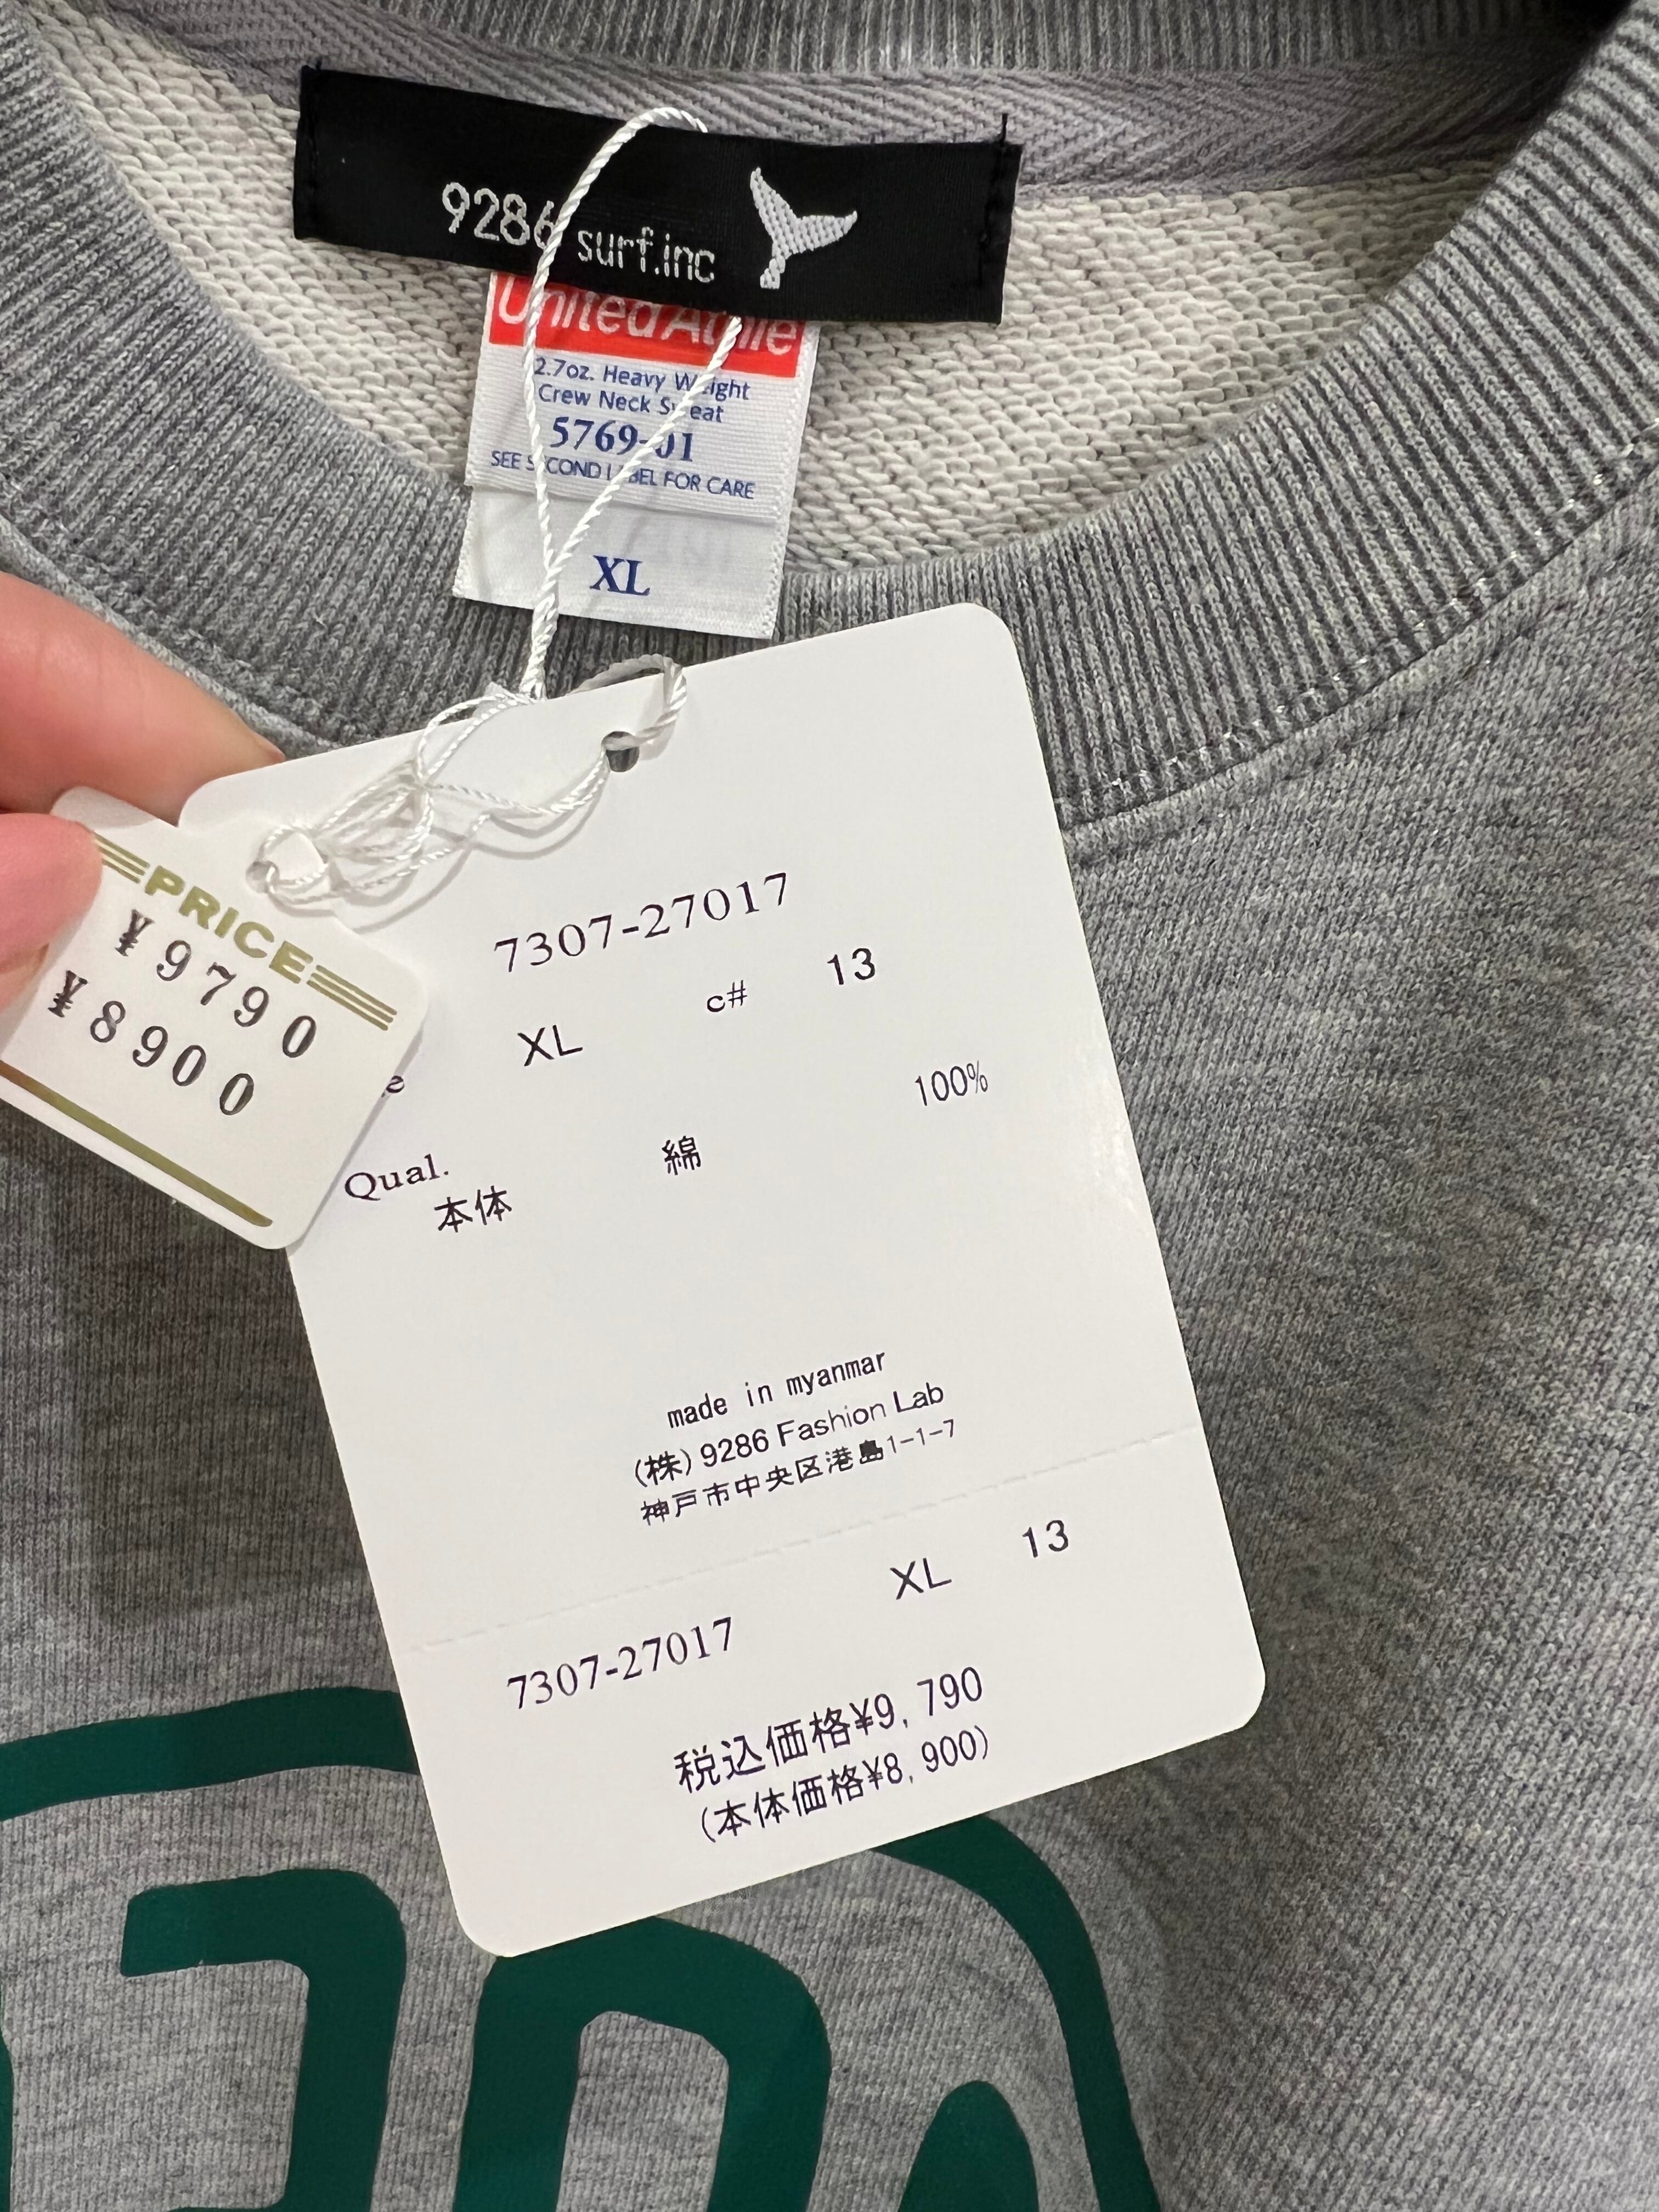 9286 surf.inc
United Athle
2.7oz. Heavy Weight
Crew Neck Sweat
5769-01
SEE SECOND LABEL FOR CARE
XL
PRICE
¥9790
¥8900
7307-27017
XL c# 13
Qual. 綿 100%
本体
made in myanmar
(株)9286 Fashion Lab
神戸市中央区港島1-1-7
7307-27017 XL 13
税込価格¥9,790
(本体価格¥8,900)